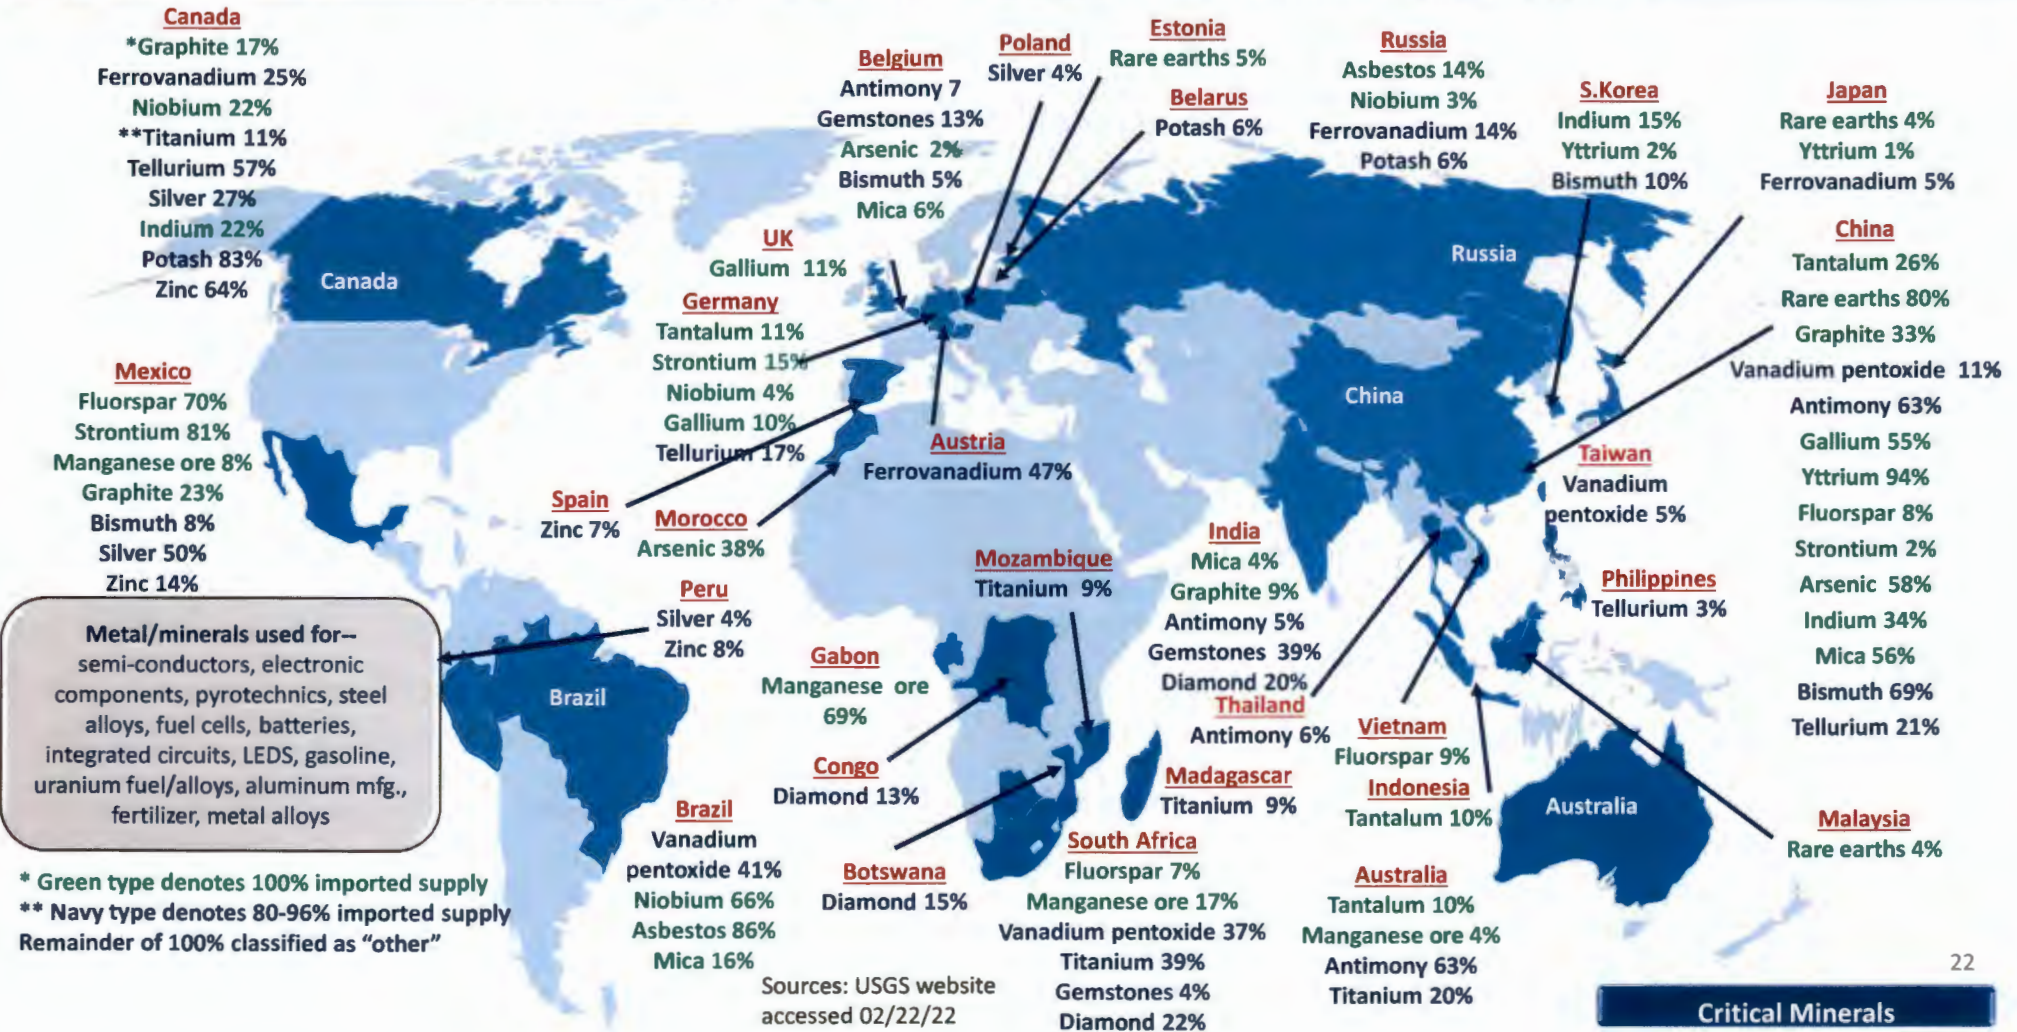 Canada
*Graphite 17%
Ferrovanadium 25%
Niobium 22%
**Titanium 11%
Tellurium 57%
Silver 27%
Indium 22%
Potash 83%
Zinc 64%
Mexico
Fluorspar 70%
Strontium 81%
Manganese ore 8%
Graphite 23%
Bismuth 8%
Silver 50%
Zinc 14%
Metal/minerals used for--
semi-conductors, electronic
components, pyrotechnics, steel
alloys, fuel cells, batteries,
integrated circuits, LEDS, gasoline,
uranium fuel/alloys, aluminum mfg.,
fertilizer, metal alloys
* Green type denotes 100% imported supply
** Navy type denotes 80-96% imported supply
Remainder of 100% classified as "other"
Belgium
Antimony 7
Gemstones 13%
Arsenic 2%
Bismuth 5%
Mica 6%
Poland
Silver 4%
Estonia
Rare earths 5%
Belarus
Potash 6%
Russia
Asbestos 14%
Niobium 3%
Ferrovanadium 14%
Potash 6%
S.Korea
Indium 15%
Yttrium 2%
Bismuth 10%
Japan
Rare earths 4%
Yttrium 1%
Ferrovanadium 5%
UK
Gallium 11%
Germany
Tantalum 11%
Strontium 15%
Niobium 4%
Gallium 10%
Tellurium 17%
Austria
Ferrovanadium 47%
Spain
Zinc 7%
Morocco
Arsenic 38%
Peru
Silver 4%
Zinc 8%
Mozambique
Titanium 9%
Gabon
Manganese ore
69%
Congo
Diamond 13%
Botswana
Diamond 15%
Brazil
Vanadium
pentoxide 41%
Niobium 66%
Asbestos 86%
Mica 16%
India
Mica 4%
Graphite 9%
Antimony 5%
Gemstones 39%
Diamond 20%
Thailand
Antimony 6%
Vietnam
Fluorspar 9%
Madagascar
Titanium 9%
Indonesia
Tantalum 10%
South Africa
Fluorspar 7%
Manganese ore 17%
Vanadium pentoxide 37%
Titanium 39%
Gemstones 4%
Diamond 22%
Australia
Tantalum 10%
Manganese ore 4%
Antimony 63%
Titanium 20%
China
Tantalum 26%
Rare earths 80%
Graphite 33%
Vanadium pentoxide 11%
Antimony 63%
Gallium 55%
Yttrium 94%
Fluorspar 8%
Strontium 2%
Arsenic 58%
Indium 34%
Mica 56%
Bismuth 69%
Tellurium 21%
Taiwan
Vanadium
pentoxide 5%
Philippines
Tellurium 3%
Malaysia
Rare earths 4%
Canada
Russia
China
Brazil
Australia
Sources: USGS website
accessed 02/22/22
22
Critical Minerals